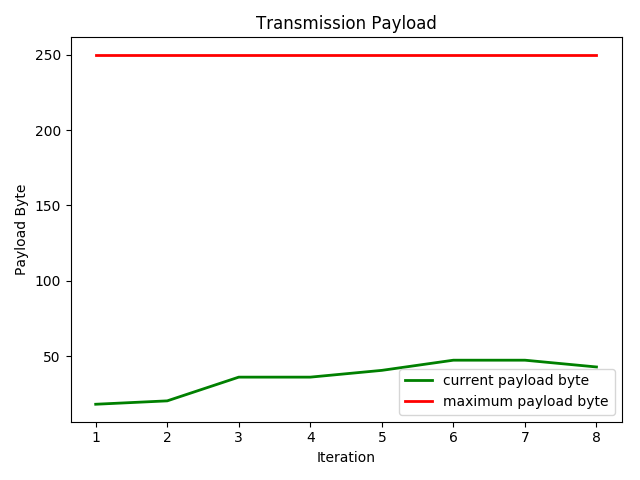 Transmission Payload
250
200
150
100
50
Payload Byte
current payload byte
maximum payload byte
1 2 3 4 5 6 7 8
Iteration